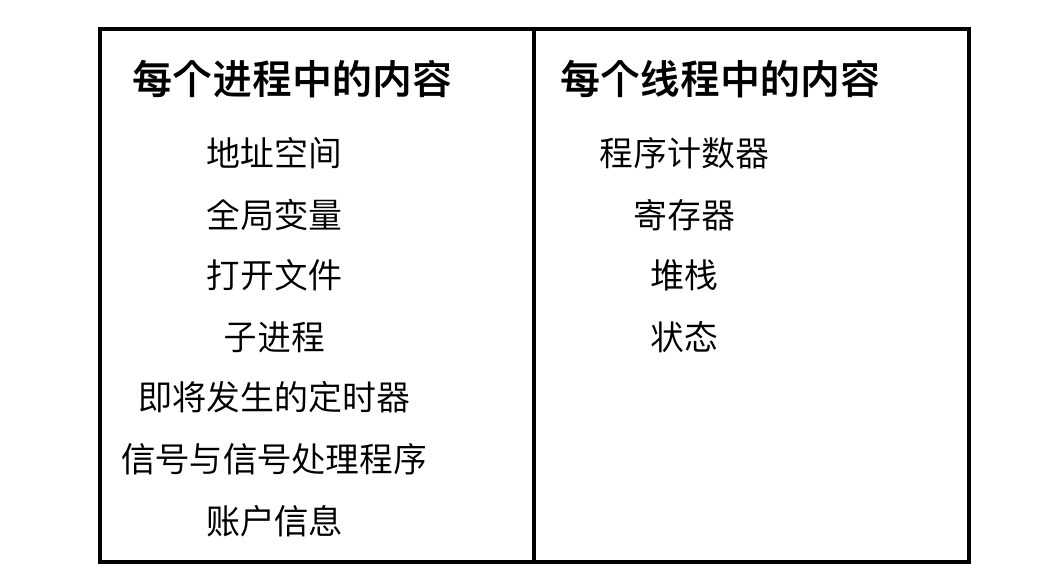 每个进程中的内容
地址空间
全局变量
打开文件
子进程
即将发生的定时器
信号与信号处理程序
账户信息
每个线程中的内容
程序计数器
寄存器
堆栈
状态